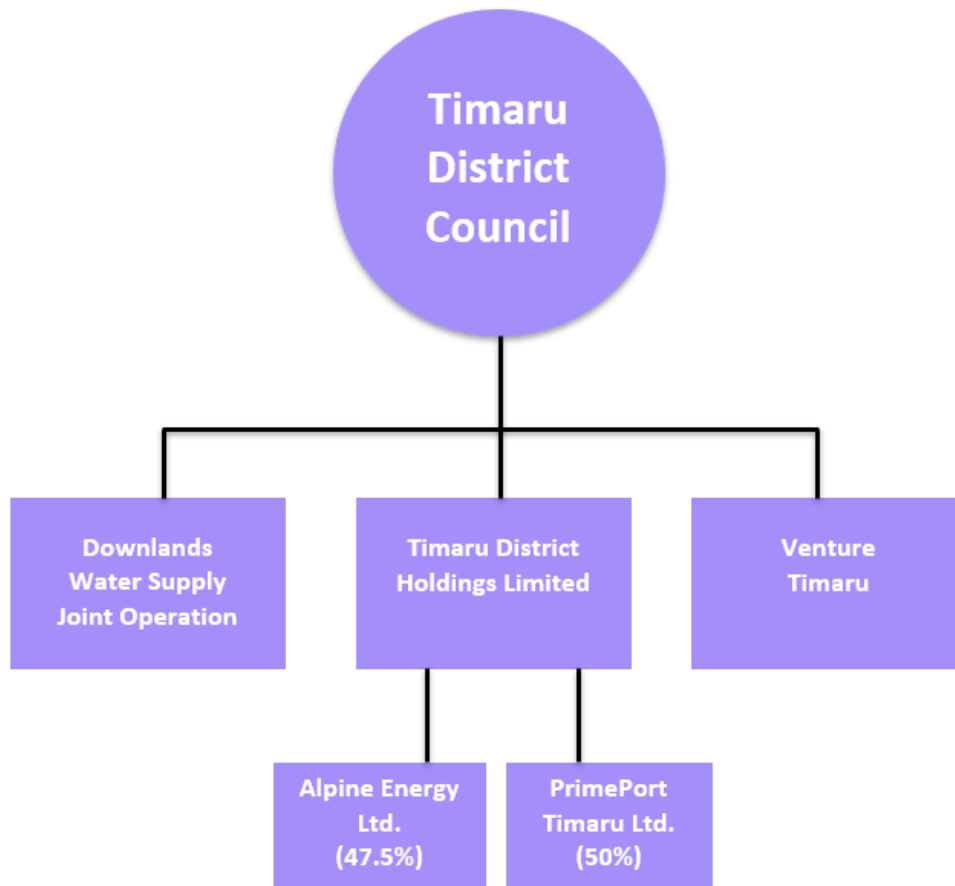 Timaru
District
Council
Downlands
Water Supply
Joint Operation
Timaru District
Holdings Limited
Venture
Timaru
Alpine Energy
Ltd.
(47.5%)
PrimePort
Timaru Ltd.
(50%)